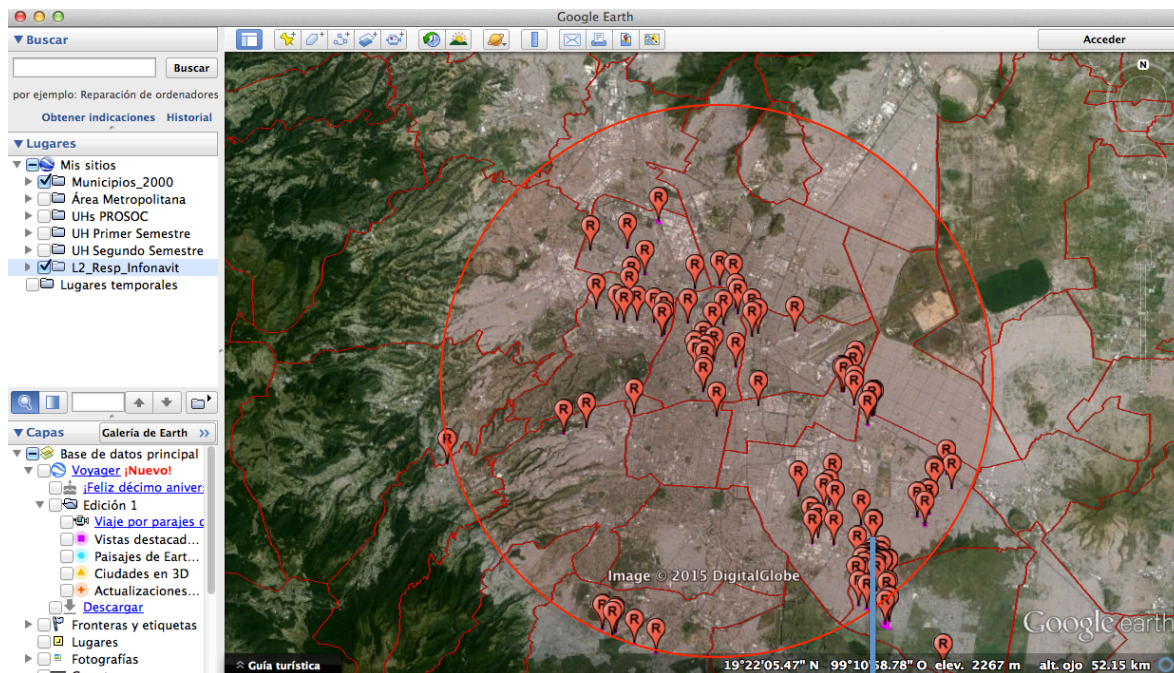 Google Earth
Buscar
Acceder
Buscar
por ejemplo: Reparación de ordenadores
Obtener indicaciones Historial
Lugares
Mis sitios
Municipios_2000
Área Metropolitana
UHs PROSOC
UH Primer Semestre
UH Segundo Semestre
L2_Resp_Infonavit
Lugares temporales
Capas
Galería de Earth >>
Base de datos principal
Voyager ¡Nuevo!
¡Feliz décimo aniver
Edición 1
Viaje por parajes
Vistas destacad...
Paisajes de Eart...
Ciudades en 3D
Actualizaciones...
Descargar
Fronteras y etiquetas
Lugares
Fotografías
N
R
Image © 2015 DigitalGlobe
Google earth
Guía turística
19°22'05.47" N 99°10'58.78" O elev. 2267 m alt. ojo 52.15 km